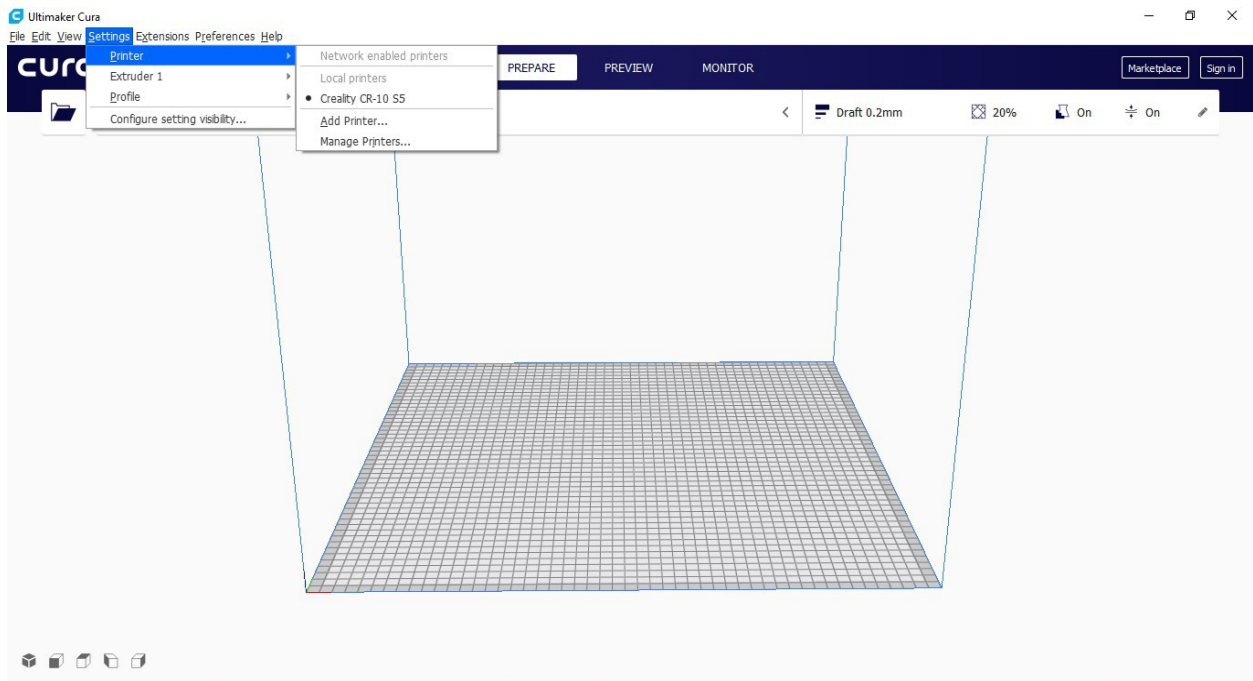 Ultimaker Cura
File Edit View Settings Extensions Preferences Help
Printer
Extruder 1
Profile
Configure setting visibility...
Network enabled printers
Local printers
Creality CR-10 S5
Add Printer...
Manage Printers...
PREPARE PREVIEW MONITOR
Marketplace Sign in
Draft 0.2mm 20% On On